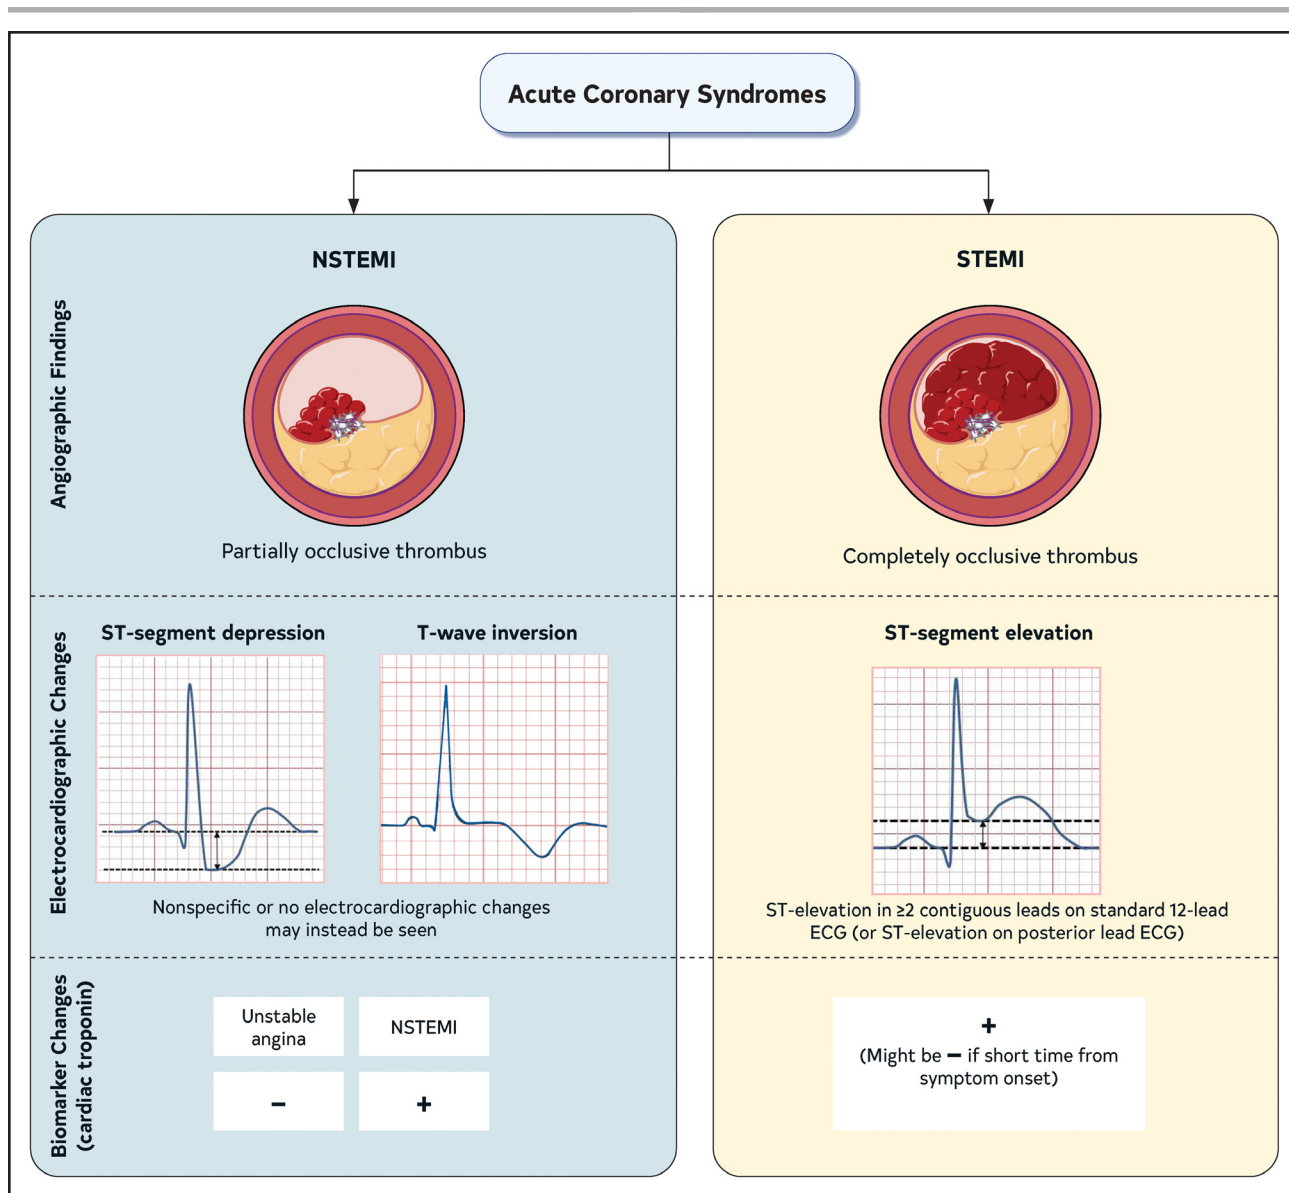 Acute Coronary Syndromes
NSTEMI
Angiographic Findings
Partially occlusive thrombus
Electrocardiographic Changes
ST-segment depression
T-wave inversion
Nonspecific or no electrocardiographic changes
may instead be seen
Biomarker Changes
(cardiac troponin)
Unstable
angina
NSTEMI
–
+
STEMI
Completely occlusive thrombus
ST-segment elevation
ST-elevation in ≥2 contiguous leads on standard 12-lead
ECG (or ST-elevation on posterior lead ECG)
+
(Might be – if short time from
symptom onset)